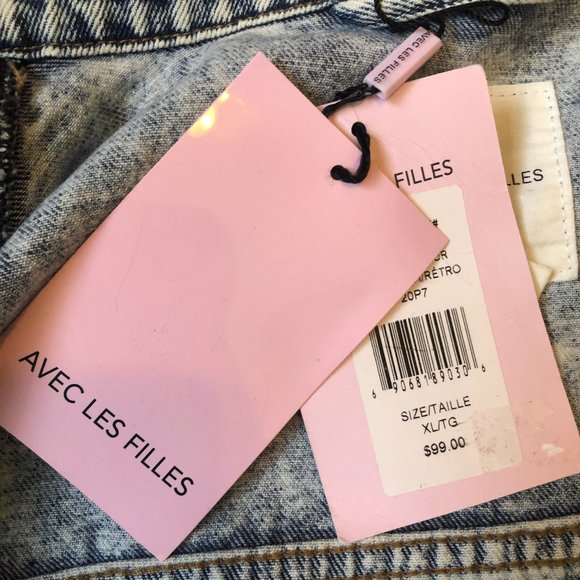 AVEC LES FILLES
FILLES
LLES
#
/RÉTRO
20P7
6 90681 89030 6
SIZE/TAILLE
XL/TG
$99.00
AVEC LES FILLES